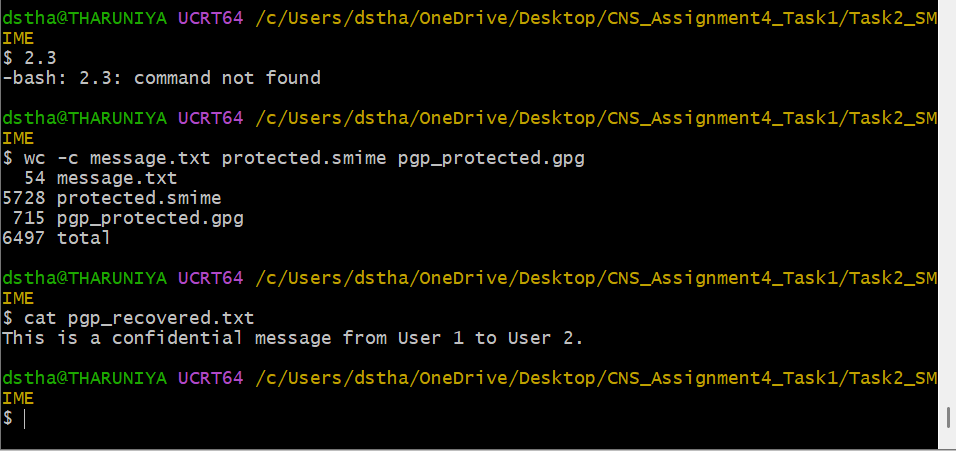 dstha@THARUNIYA UCRT64 /c/Users/dstha/OneDrive/Desktop/CNS_Assignment4_Task1/Task2_SM
IME
$ 2.3
-bash: 2.3: command not found
dstha@THARUNIYA UCRT64 /c/Users/dstha/OneDrive/Desktop/CNS_Assignment4_Task1/Task2_SM
IME
$ wc -c message.txt protected.smime pgp_protected.gpg
  54 message.txt
5728 protected.smime
 715 pgp_protected.gpg
6497 total
dstha@THARUNIYA UCRT64 /c/Users/dstha/OneDrive/Desktop/CNS_Assignment4_Task1/Task2_SM
IME
$ cat pgp_recovered.txt
This is a confidential message from User 1 to User 2.
dstha@THARUNIYA UCRT64 /c/Users/dstha/OneDrive/Desktop/CNS_Assignment4_Task1/Task2_SM
IME
$